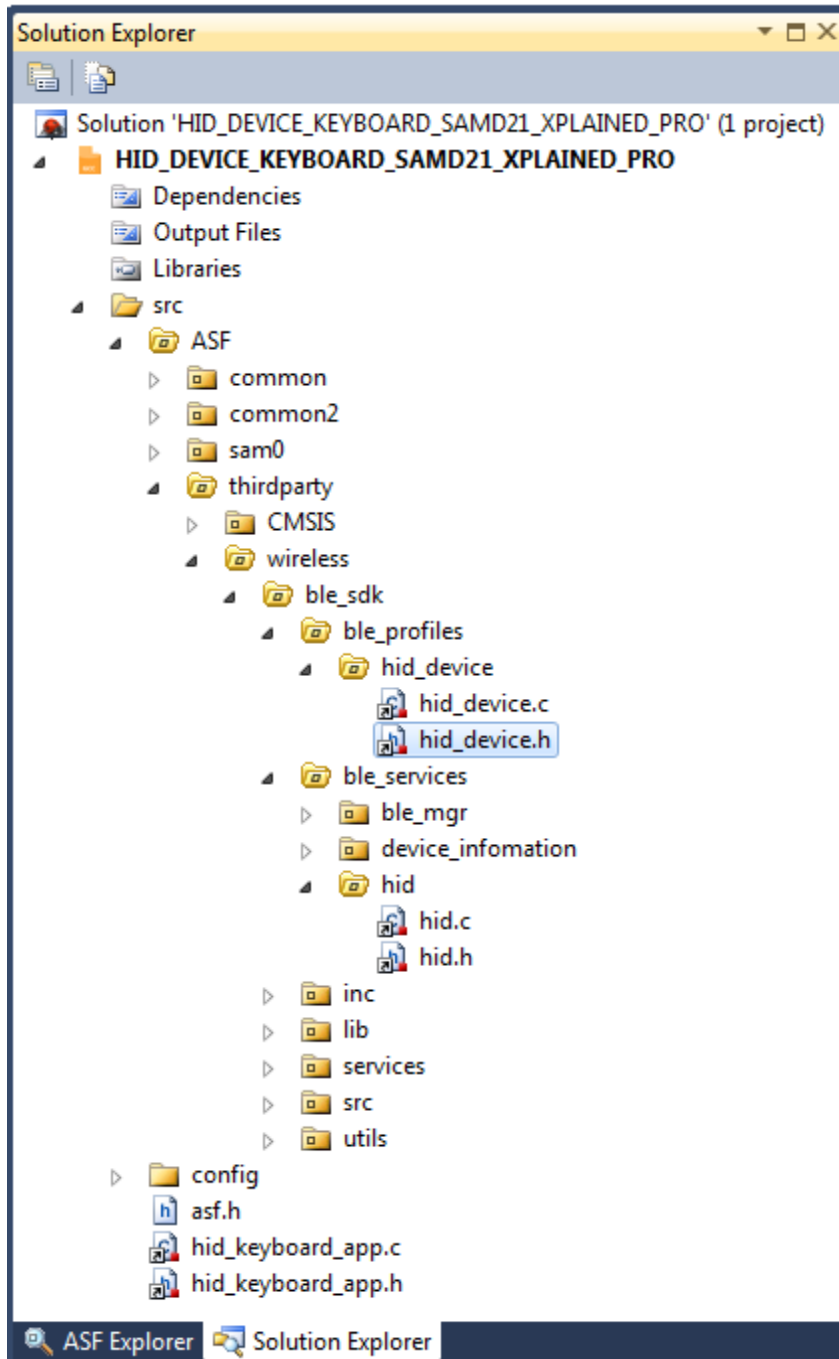 Solution Explorer
Solution 'HID_DEVICE_KEYBOARD_SAMD21_XPLAINED_PRO' (1 project)
HID_DEVICE_KEYBOARD_SAMD21_XPLAINED_PRO
Dependencies
Output Files
Libraries
src
ASF
common
common2
sam0
thirdparty
CMSIS
wireless
ble_sdk
ble_profiles
hid_device
hid_device.c
hid_device.h
ble_services
ble_mgr
device_infomation
hid
hid.c
hid.h
inc
lib
services
src
utils
config
asf.h
hid_keyboard_app.c
hid_keyboard_app.h
ASF Explorer Solution Explorer